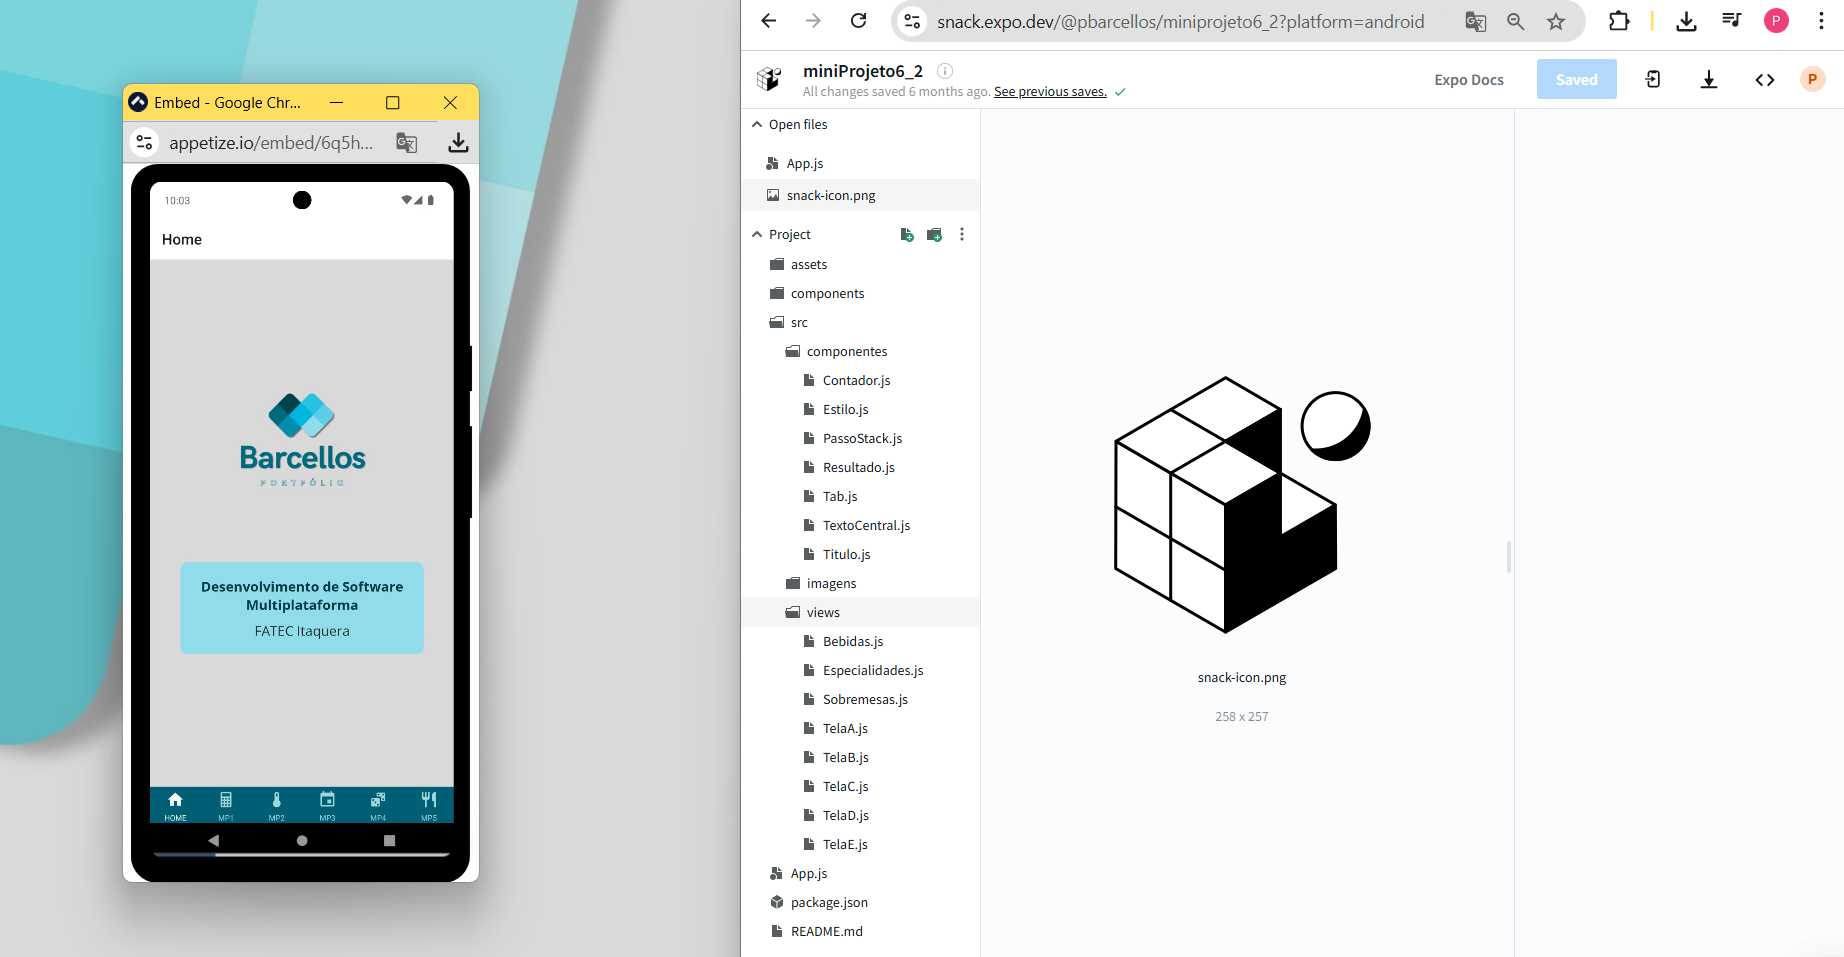 Embed - Google Chr...
appetize.io/embed/6q5h...
10:03
Home
Barcellos
PORTFÓLIO
Desenvolvimento de Software
Multiplataforma
FATEC Itaquera
HOME
MP1
MP2
MP3
MP4
MP5
snack.expo.dev/@pbarcellos/miniprojeto6_2?platform=android
P
miniProjeto6_2
All changes saved 6 months ago. See previous saves.
Expo Docs
Saved
P
Open files
App.js
snack-icon.png
Project
assets
components
src
componentes
Contador.js
Estilo.js
PassoStack.js
Resultado.js
Tab.js
TextoCentral.js
Titulo.js
imagens
views
Bebidas.js
Especialidades.js
Sobremesas.js
TelaA.js
TelaB.js
TelaC.js
TelaD.js
TelaE.js
App.js
package.json
README.md
snack-icon.png
258 x 257